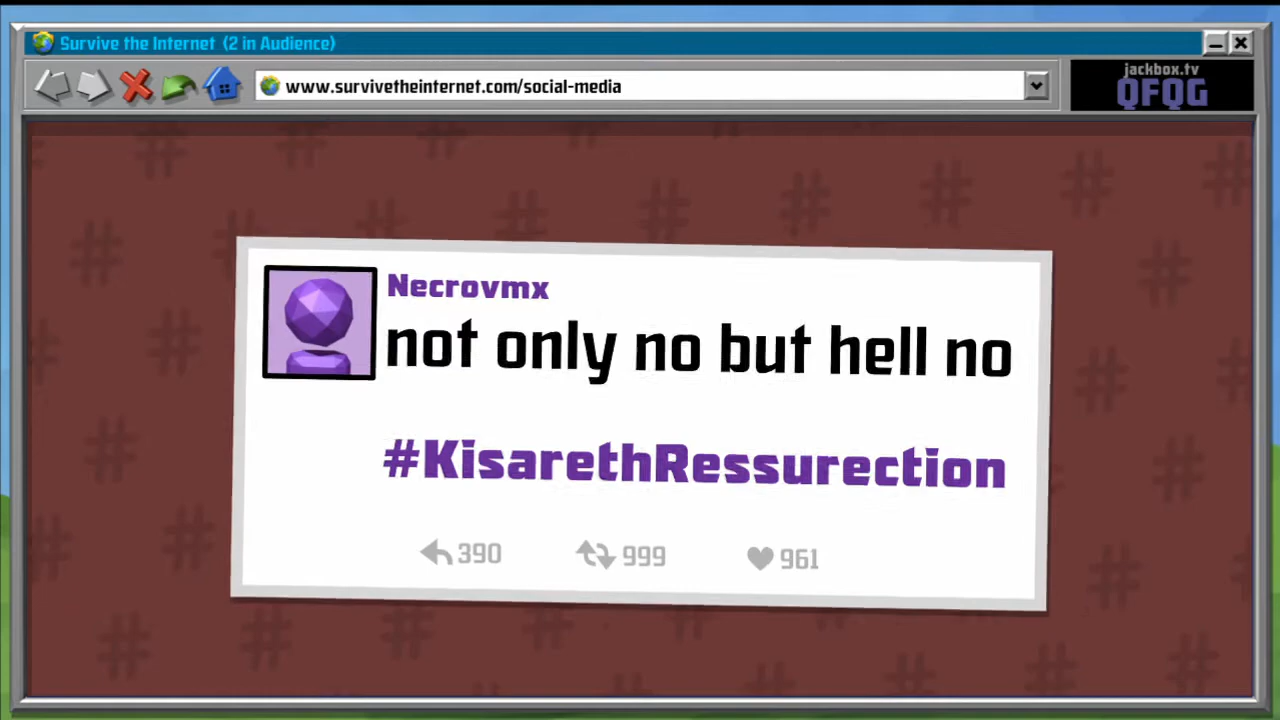 Survive the Internet (2 in Audience)
www.survivetheinternet.com/social-media
jackbox.tv
QFQG
Necrovmx
not only no but hell no
#KisarethRessurection
390 999 961